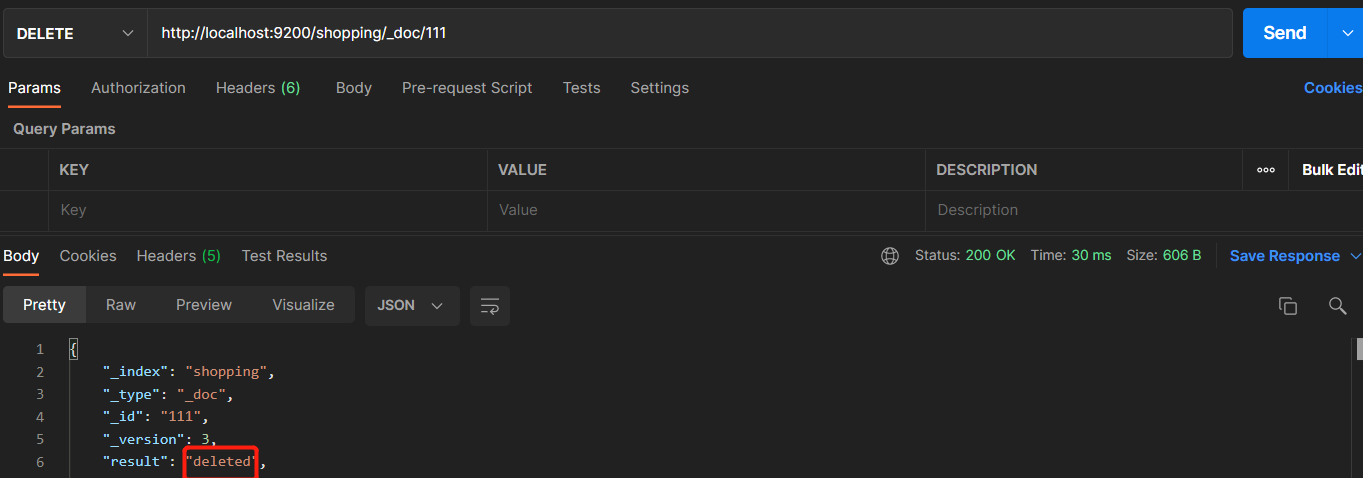 DELETE http://localhost:9200/shopping/_doc/111 Send
Params Authorization Headers (6) Body Pre-request Script Tests Settings Cookies
Query Params
KEY VALUE DESCRIPTION ooo Bulk Edit
Key Value Description
Body Cookies Headers (5) Test Results Status: 200 OK Time: 30 ms Size: 606 B Save Response
Pretty Raw Preview Visualize JSON
1 {
2 "_index": "shopping",
3 "_type": "_doc",
4 "_id": "111",
5 "_version": 3,
6 "result": "deleted",